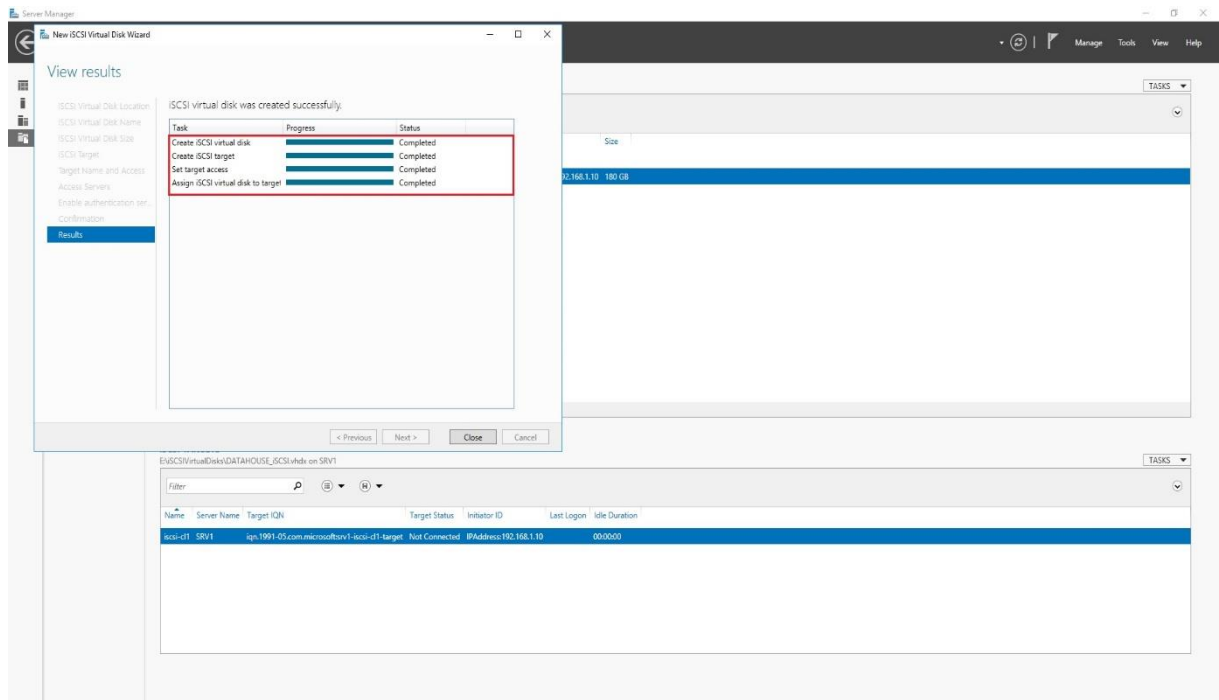 Server Manager
Manage Tools View Help
New iSCSI Virtual Disk Wizard
View results
iSCSI Virtual Disk Location
iSCSI Virtual Disk Name
iSCSI Virtual Disk Size
iSCSI Target
Target Name and Access
Access Servers
Enable authentication ser...
Confirmation
Results
iSCSI virtual disk was created successfully.
Task Progress Status
Create iSCSI virtual disk Completed
Create iSCSI target Completed
Set target access Completed
Assign iSCSI virtual disk to target Completed
< Previous Next > Close Cancel
TASKS
Size
92.168.1.10 180 GB
E:\iSCSIVirtualDisks\DATAHOUSE_iSCSI.vhdx on SRV1
TASKS
Filter
Name Server Name Target IQN Target Status Initiator ID Last Logon Idle Duration
iscsi-cl1 SRV1 iqn.1991-05.com.microsoft:srv1-iscsi-cl1-target Not Connected IPAddress:192.168.1.10 00:00:00